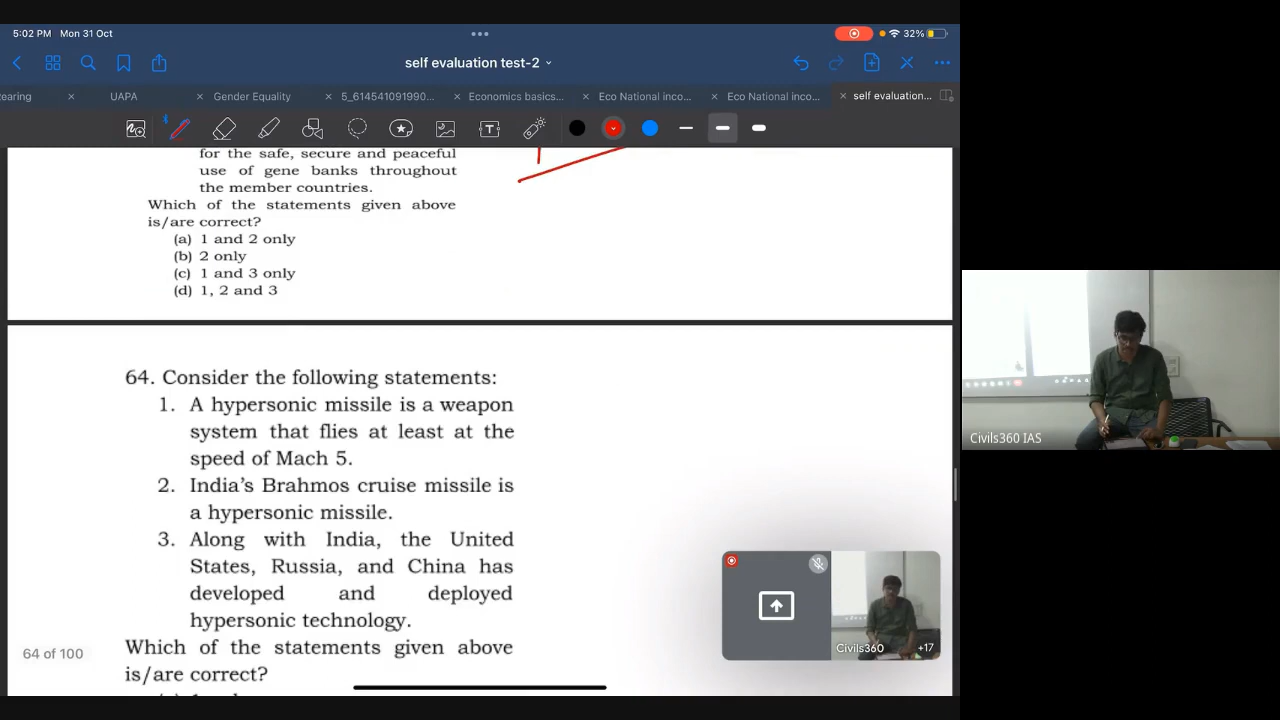 5:02 PM Mon 31 Oct
32%
self evaluation test-2
earing
UAPA
Gender Equality
5_614541091990...
Economics basics...
Eco National inco...
Eco National inco...
self evaluation...
for the safe, secure and peaceful
use of gene banks throughout
the member countries.
Which of the statements given above
is/are correct?
(a) 1 and 2 only
(b) 2 only
(c) 1 and 3 only
(d) 1, 2 and 3
64. Consider the following statements:
1. A hypersonic missile is a weapon
system that flies at least at the
speed of Mach 5.
2. India's Brahmos cruise missile is
a hypersonic missile.
3. Along with India, the United
States, Russia, and China has
developed and deployed
hypersonic technology.
Which of the statements given above
is/are correct?
64 of 100
Civils360
+17
Civils360 IAS